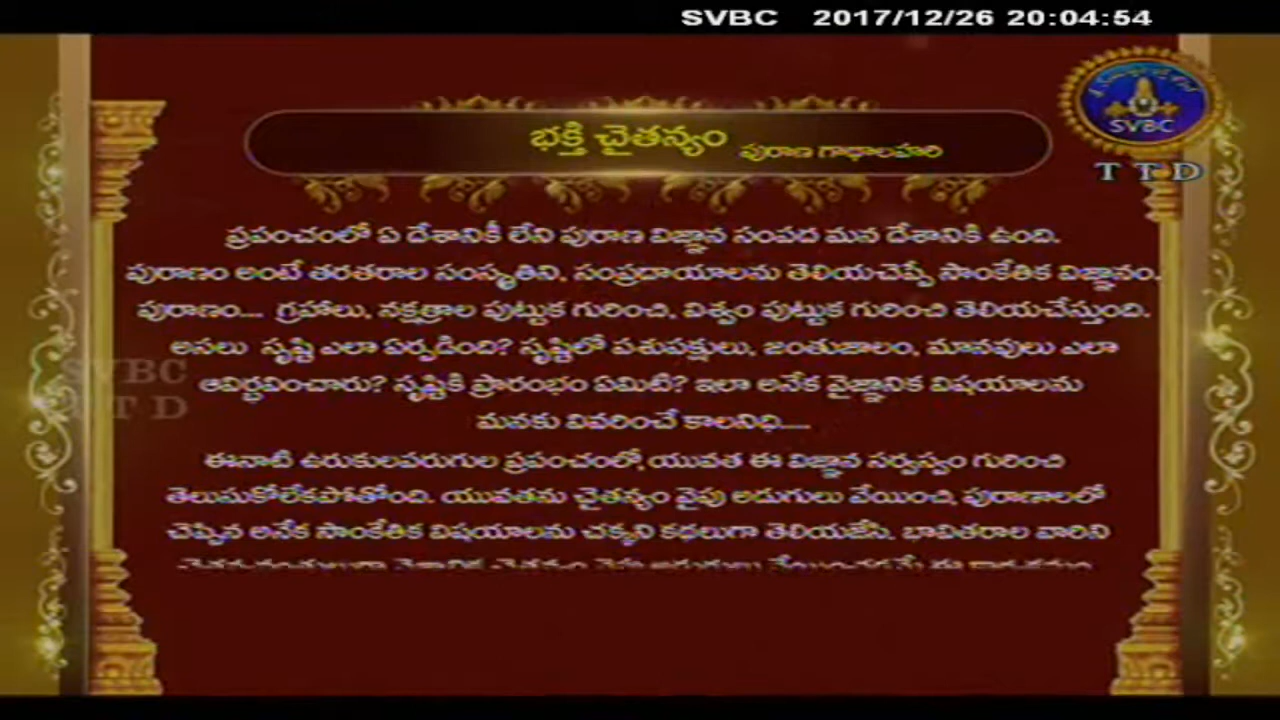 SVBC 2017/12/26 20:04:54
SVBC
T T D
భక్తి చైతన్యం పురాణ గాథాలహరి
ప్రపంచంలో ఏ దేశానికీ లేని పురాణ విజ్ఞాన సంపద మన దేశానికి ఉంది.
పురాణం అంటే తరతరాల సంస్కృతిని, సంప్రదాయాలను తెలియచెప్పే సాంకేతిక విజ్ఞానం.
పురాణం... గ్రహాలు, నక్షత్రాల పుట్టుక గురించి, విశ్వం పుట్టుక గురించి తెలియచేస్తుంది.
అసలు సృష్టి ఎలా ఏర్పడింది? సృష్టిలో పశుపక్షులు, జంతుజాలం, మానవులు ఎలా
ఆవిర్భవించారు? సృష్టికి ప్రారంభం ఏమిటి? ఇలా అనేక వైజ్ఞానిక విషయాలను
మనకు వివరించే కాలనిధి....
SVBC
T D
ఈనాటి ఉరుకులపరుగుల ప్రపంచంలో, యువత ఈ విజ్ఞాన సర్వస్వం గురించి
తెలుసుకోలేకపోతోంది. యువతను చైతన్యం వైపు అడుగులు వేయించి, పురాణాలలో
చెప్పిన అనేక సాంకేతిక విషయాలను చక్కని కథలుగా తెలియజేసి, భావితరాల వారిని